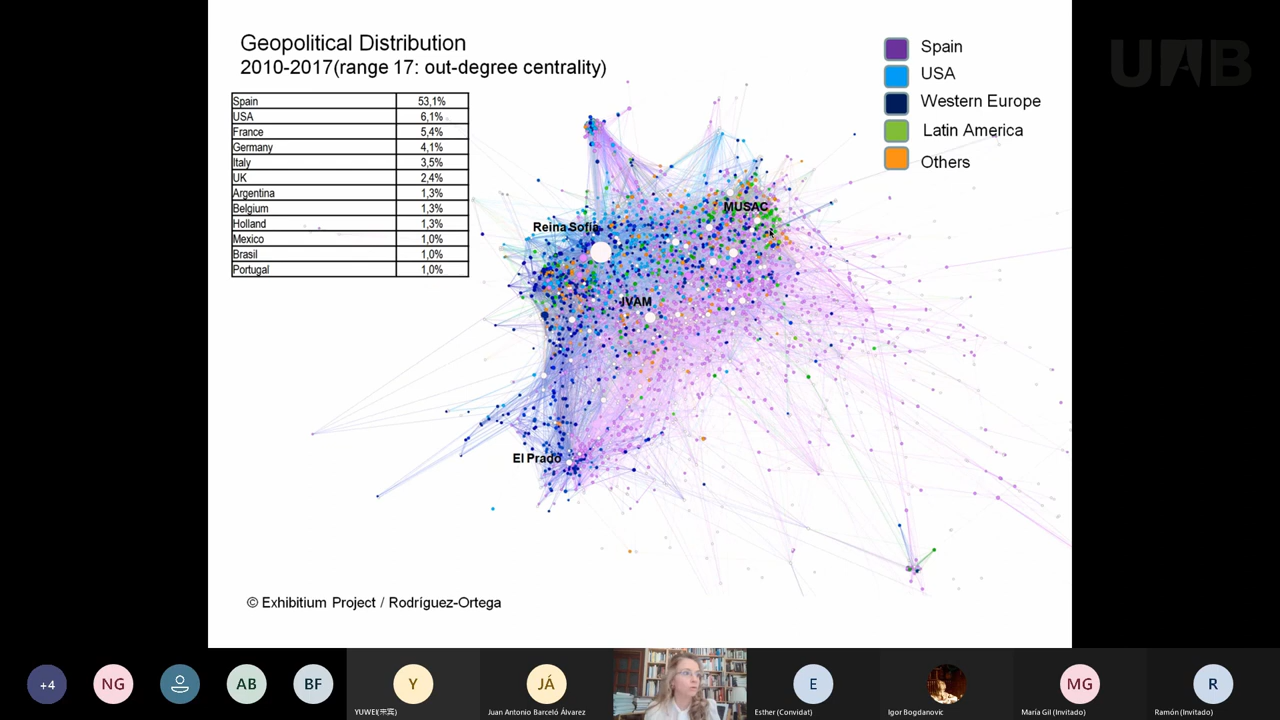 Geopolitical Distribution
2010-2017(range 17: out-degree centrality)
Spain 53,1%
USA 6,1%
France 5,4%
Germany 4,1%
Italy 3,5%
UK 2,4%
Argentina 1,3%
Belgium 1,3%
Holland 1,3%
Mexico 1,0%
Brasil 1,0%
Portugal 1,0%
Spain
USA
Western Europe
Latin America
Others
UAB
MUSAC
Reina Sofia
IVAM
El Prado
© Exhibitium Project / Rodríguez-Ortega
+4
NG
AB
BF
Y
JÁ
E
MG
R
YUWEI(宋寅)
Juan Antonio Barceló Álvarez
Esther (Convidat)
Igor Bogdanovic
María Gil (Invitado)
Ramón (Invitado)